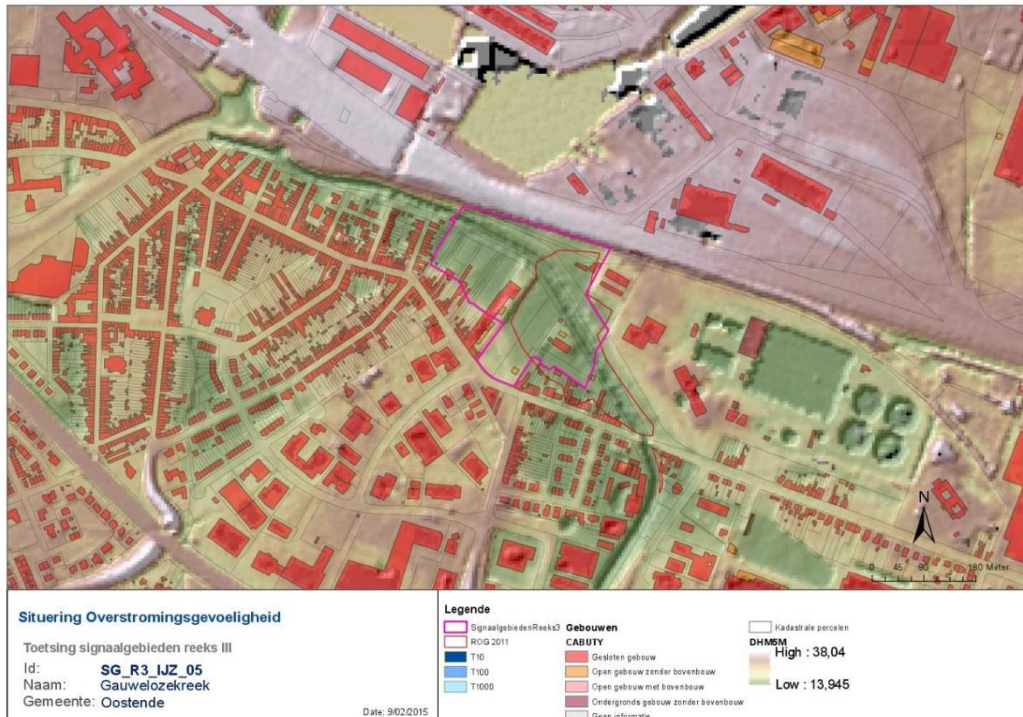 N
0 45 90 180 Meter
Situering Overstromingsgevoeligheid
Toetsing signaalgebieden reeks III
Id: SG_R3_IJZ_05
Naam: Gauwelozekreek
Gemeente: Oostende
Date: 9/02/2015
Legende
SignaalgebiedenReeks3
ROG 2011
T10
T100
T1000
Gebouwen
CABUTY
Gesloten gebouw
Open gebouw zonder bovenbouw
Open gebouw met bovenbouw
Ondergronds gebouw zonder bovenbouw
Geen informatie
Kadastrale percelen
DHM5M
High : 38,04
Low : 13,945